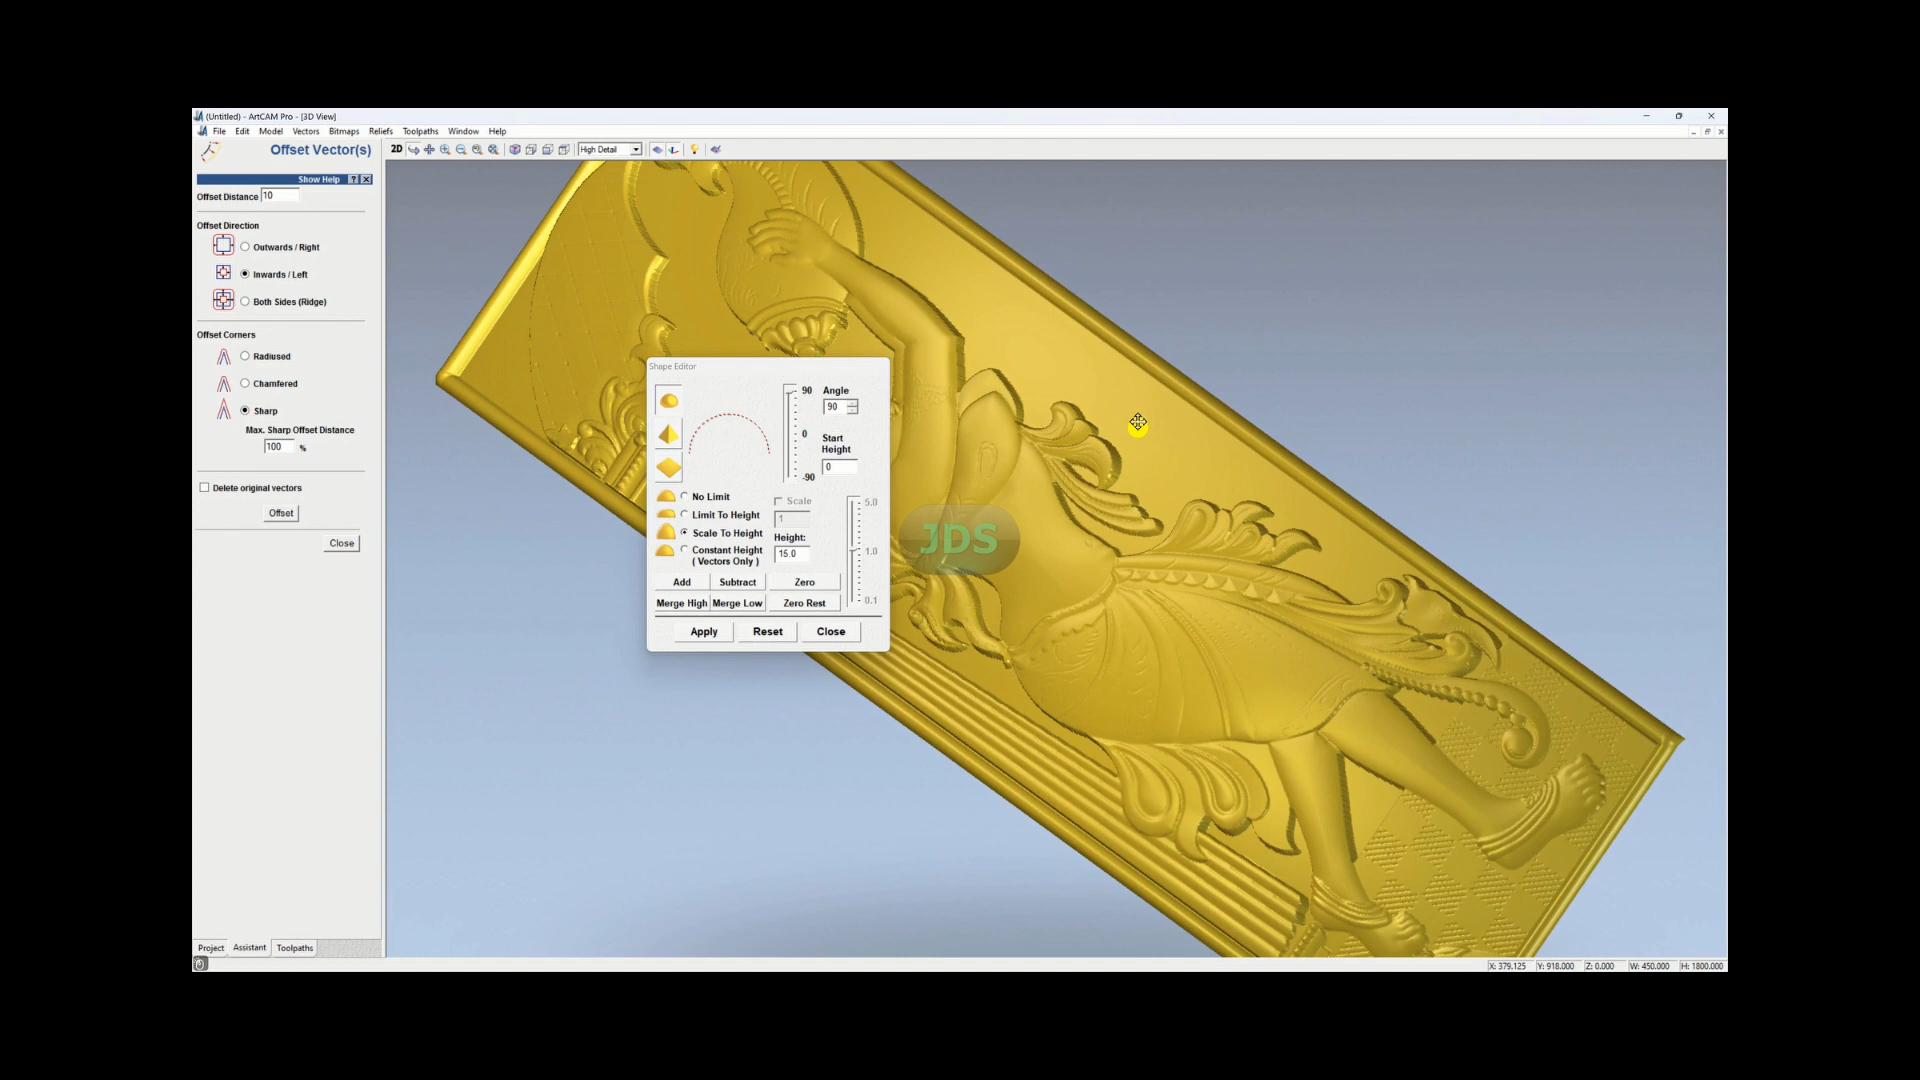 (Untitled) - ArtCAM Pro - [3D View]
File Edit Model Vectors Bitmaps Reliefs Toolpaths Window Help
Offset Vector(s)
2D High Detail
Show Help ? X
Offset Distance 10
Offset Direction
Outwards / Right
Inwards / Left
Both Sides (Ridge)
Offset Corners
Radiused
Chamfered
Sharp
Max. Sharp Offset Distance
100 %
Delete original vectors
Offset
Close
Shape Editor
90 Angle
90
0 Start
Height
0
-90
No Limit Scale 5.0
Limit To Height 1
Scale To Height Height:
Constant Height 15.0 1.0
( Vectors Only )
Add Subtract Zero
Merge High Merge Low Zero Rest 0.1
Apply Reset Close
JDS
Project Assistant Toolpaths
X: 379.125 Y: 918.000 Z: 0.000 W: 450.000 H: 1800.000